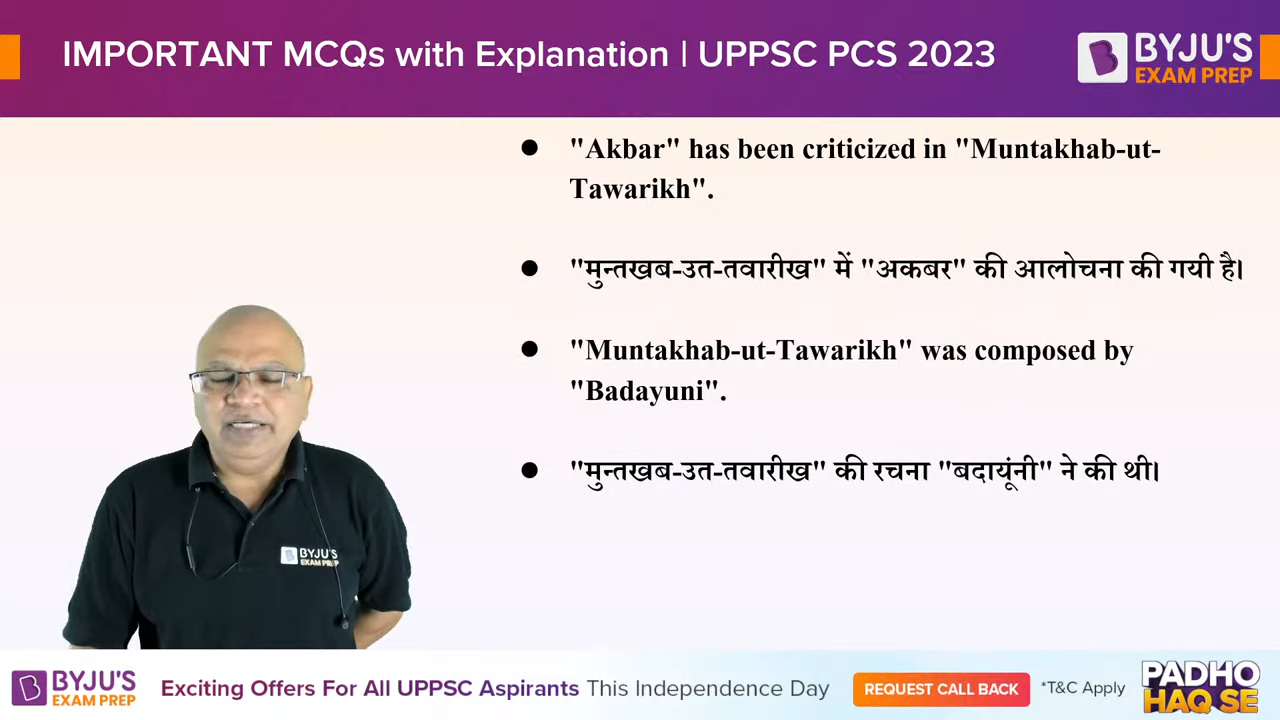 IMPORTANT MCQs with Explanation | UPPSC PCS 2023
BYJU'S
EXAM PREP
● "Akbar" has been criticized in "Muntakhab-ut-
Tawarikh".
● "मुन्तखब-उत-तवारीख" में "अकबर" की आलोचना की गयी है।
● "Muntakhab-ut-Tawarikh" was composed by
"Badayuni".
● "मुन्तखब-उत-तवारीख" की रचना "बदायूंनी" ने की थी।
BYJU'S
EXAM PREP
BYJU'S
EXAM PREP
Exciting Offers For All UPPSC Aspirants This Independence Day
REQUEST CALL BACK
*T&C Apply
PADHO
HAQ SE